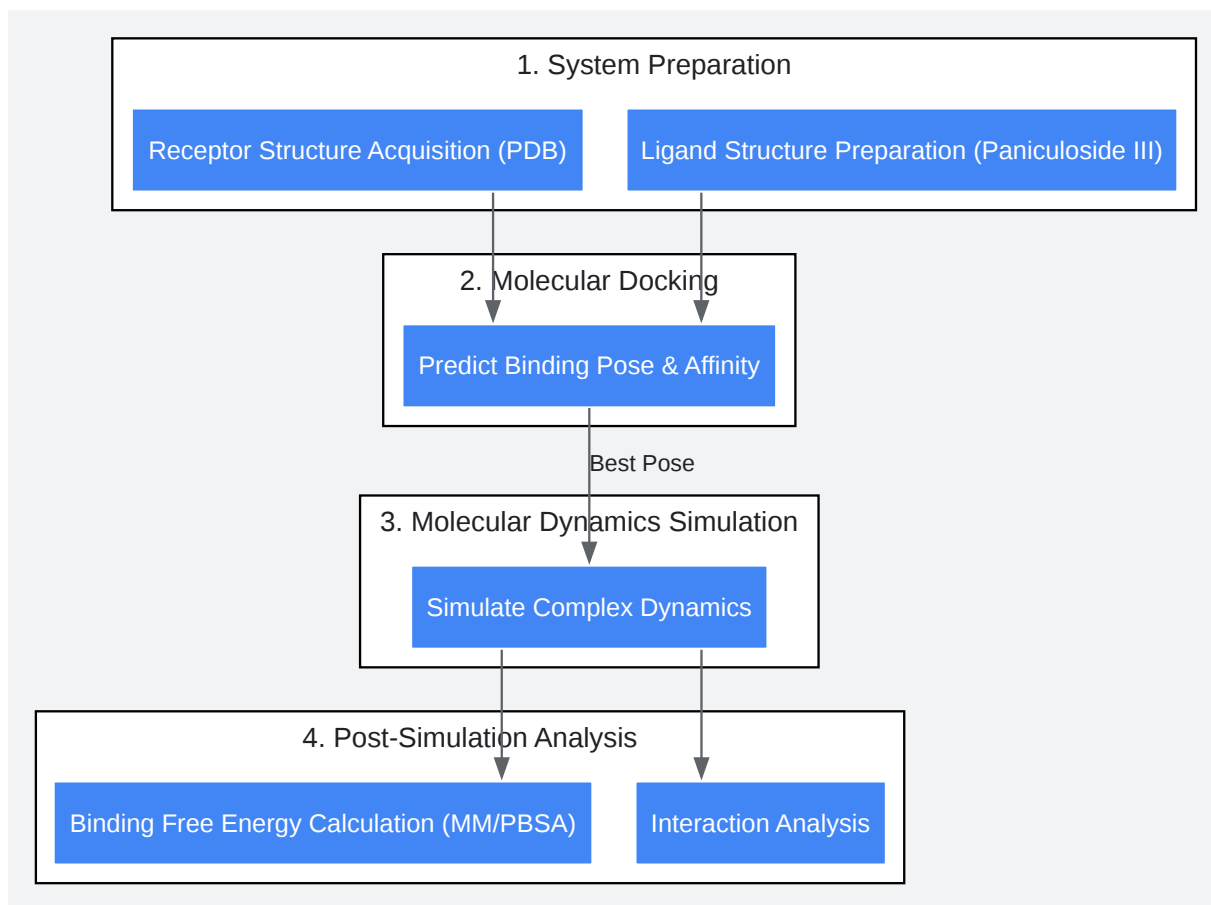 1. System Preparation
Receptor Structure Acquisition (PDB)
Ligand Structure Preparation (Paniculoside III)
2. Molecular Docking
Predict Binding Pose & Affinity
Best Pose
3. Molecular Dynamics Simulation
Simulate Complex Dynamics
4. Post-Simulation Analysis
Binding Free Energy Calculation (MM/PBSA)
Interaction Analysis